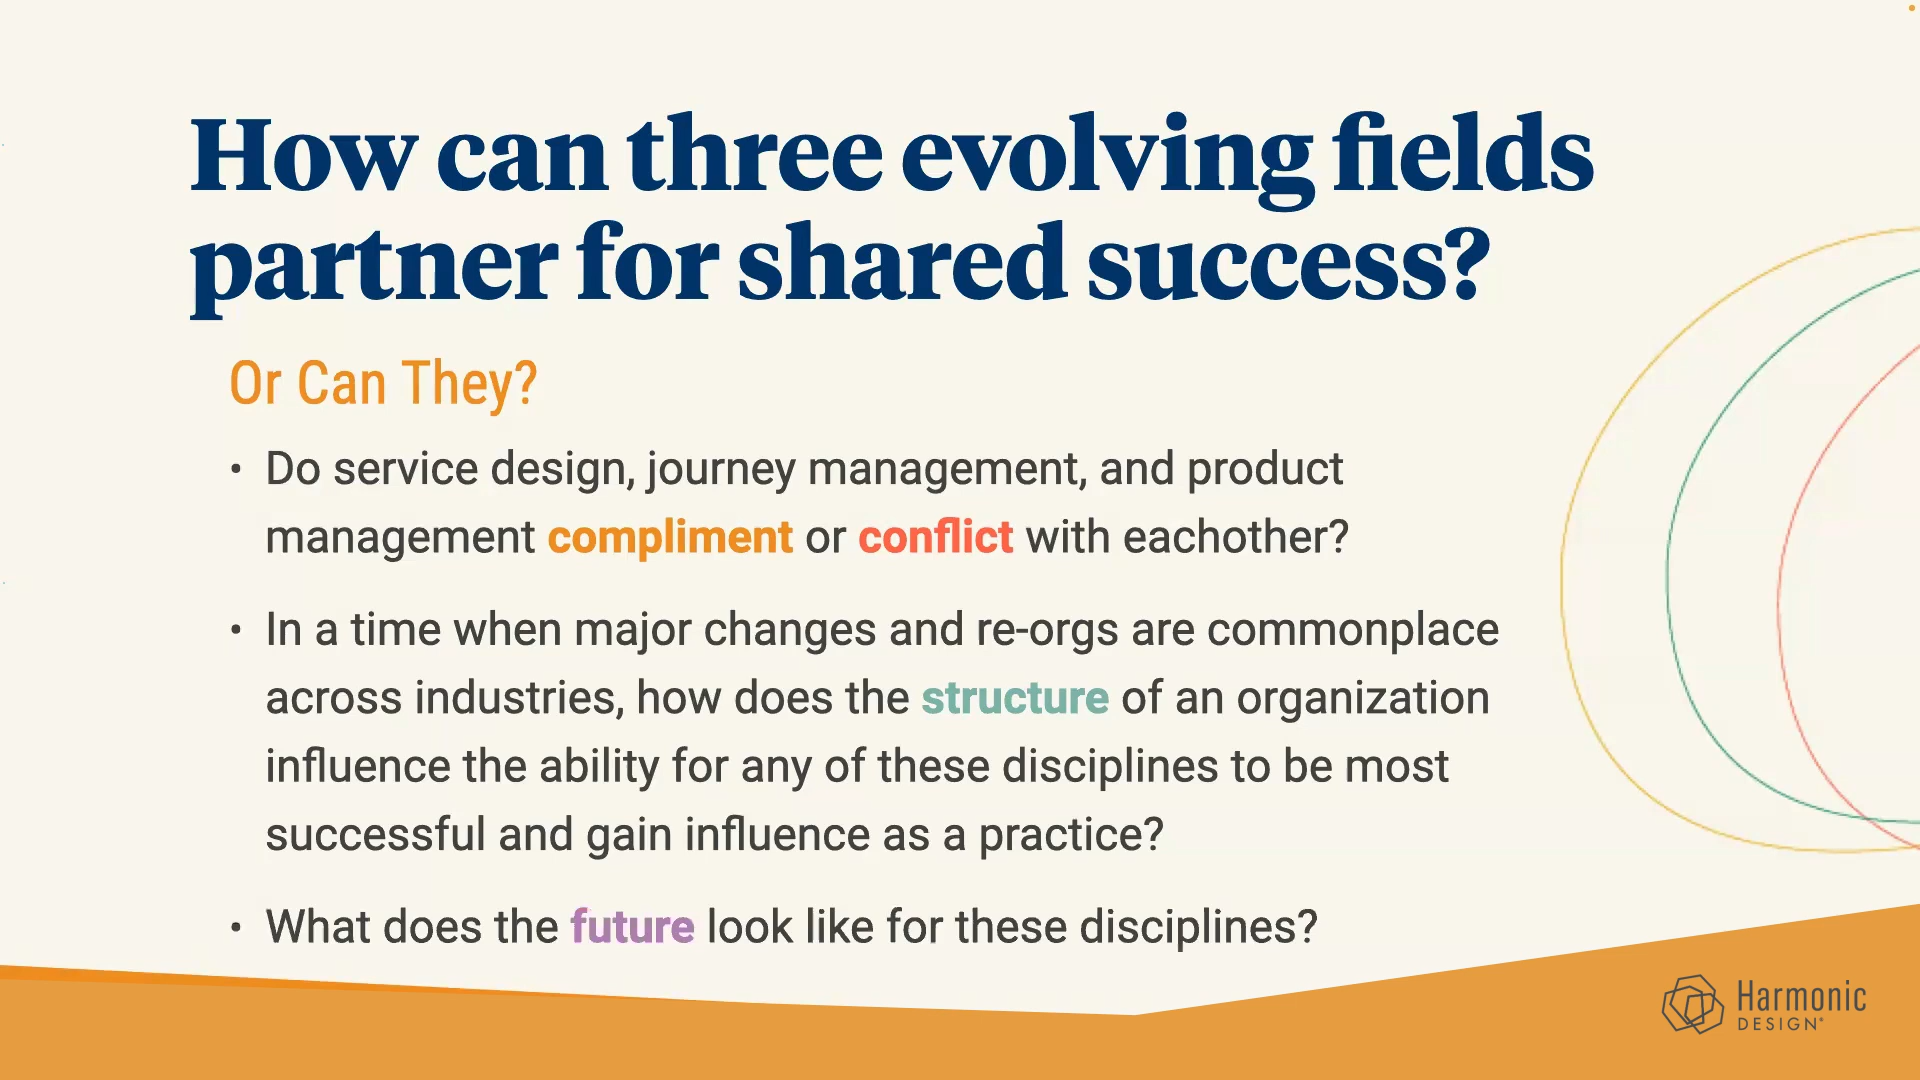 How can three evolving fields
partner for shared success?
Or Can They?
• Do service design, journey management, and product
management compliment or conflict with eachother?
• In a time when major changes and re-orgs are commonplace
across industries, how does the structure of an organization
influence the ability for any of these disciplines to be most
successful and gain influence as a practice?
• What does the future look like for these disciplines?
Harmonic
DESIGN®